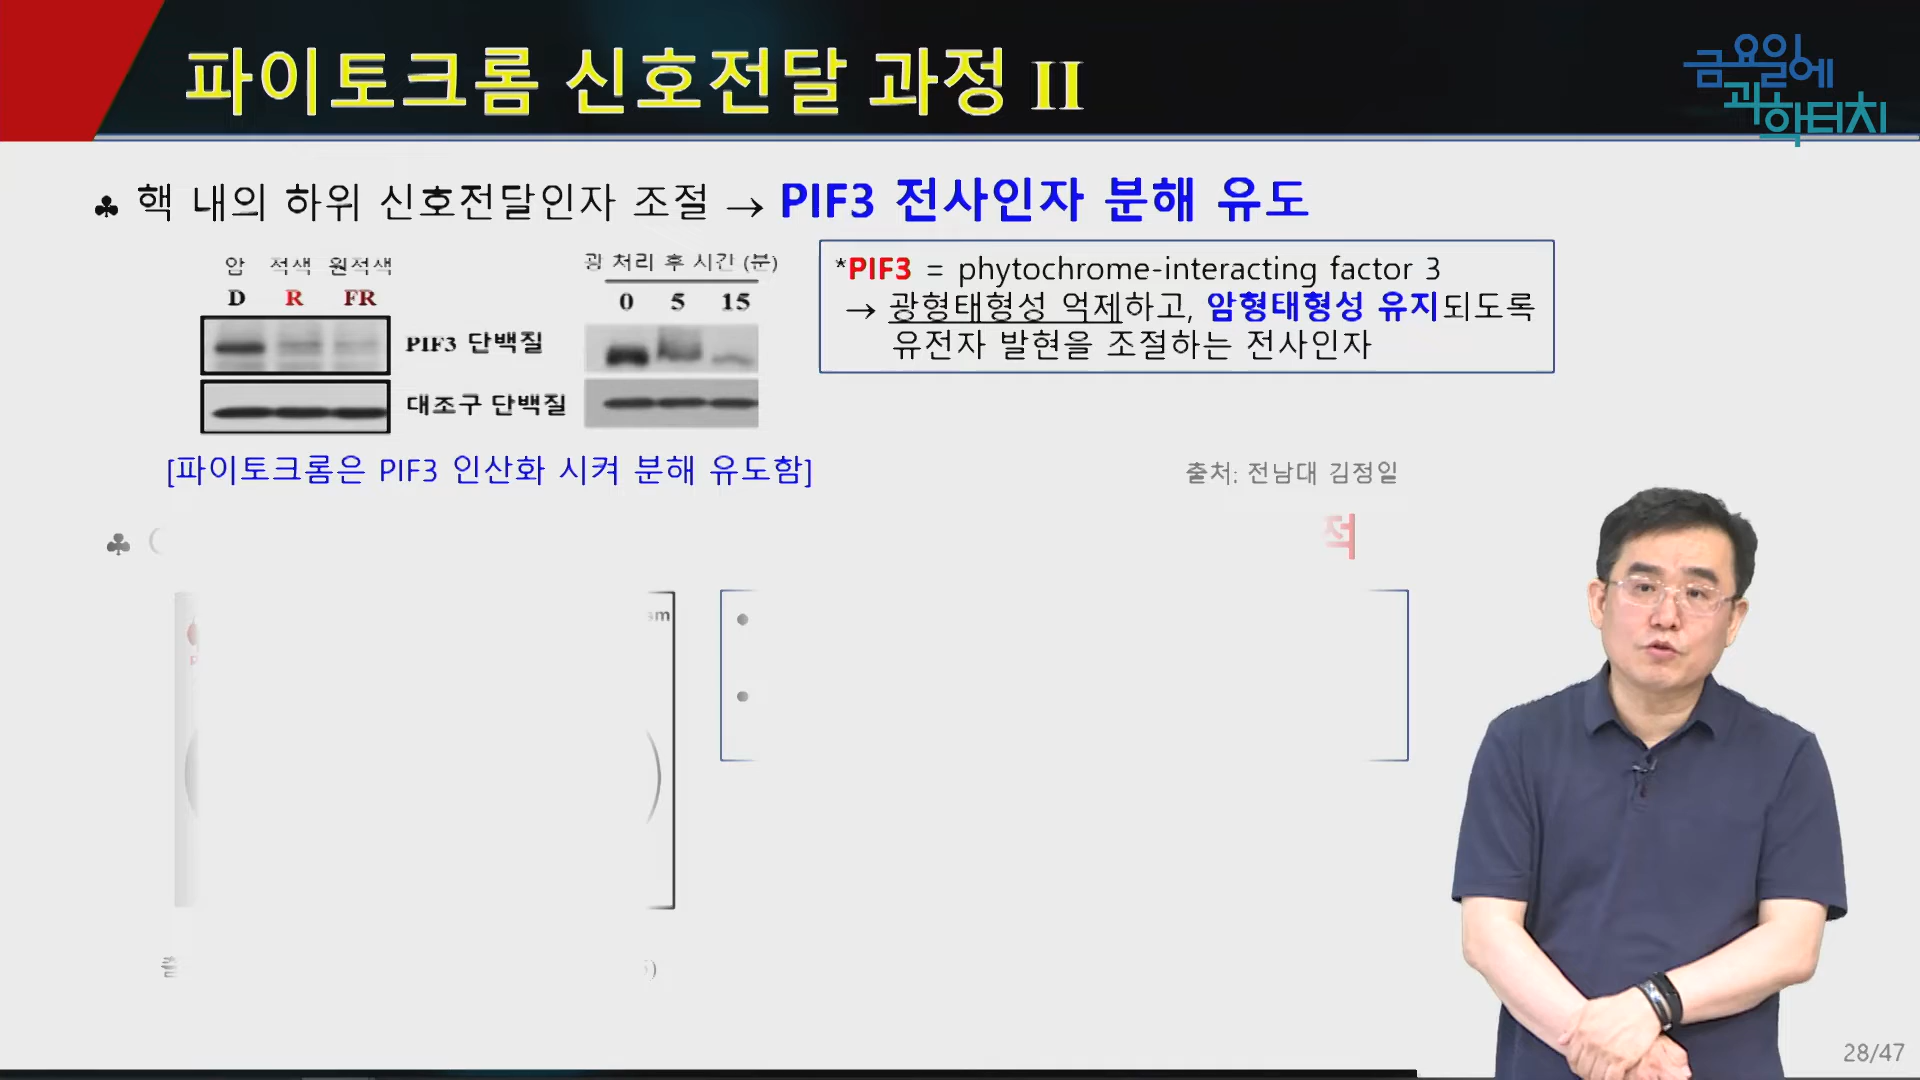 파이토크롬 신호전달 과정 II
금요일에
과학터치
♣ 핵 내의 하위 신호전달인자 조절 → PIF3 전사인자 분해 유도
암 적색 원적색
D R FR
PIF3 단백질
대조구 단백질
광 처리 후 시간 (분)
0 5 15
*PIF3 = phytochrome-interacting factor 3
→ 광형태형성 억제하고, 암형태형성 유지되도록
유전자 발현을 조절하는 전사인자
[파이토크롬은 PIF3 인산화 시켜 분해 유도함]
출처: 전남대 김정일
28/47